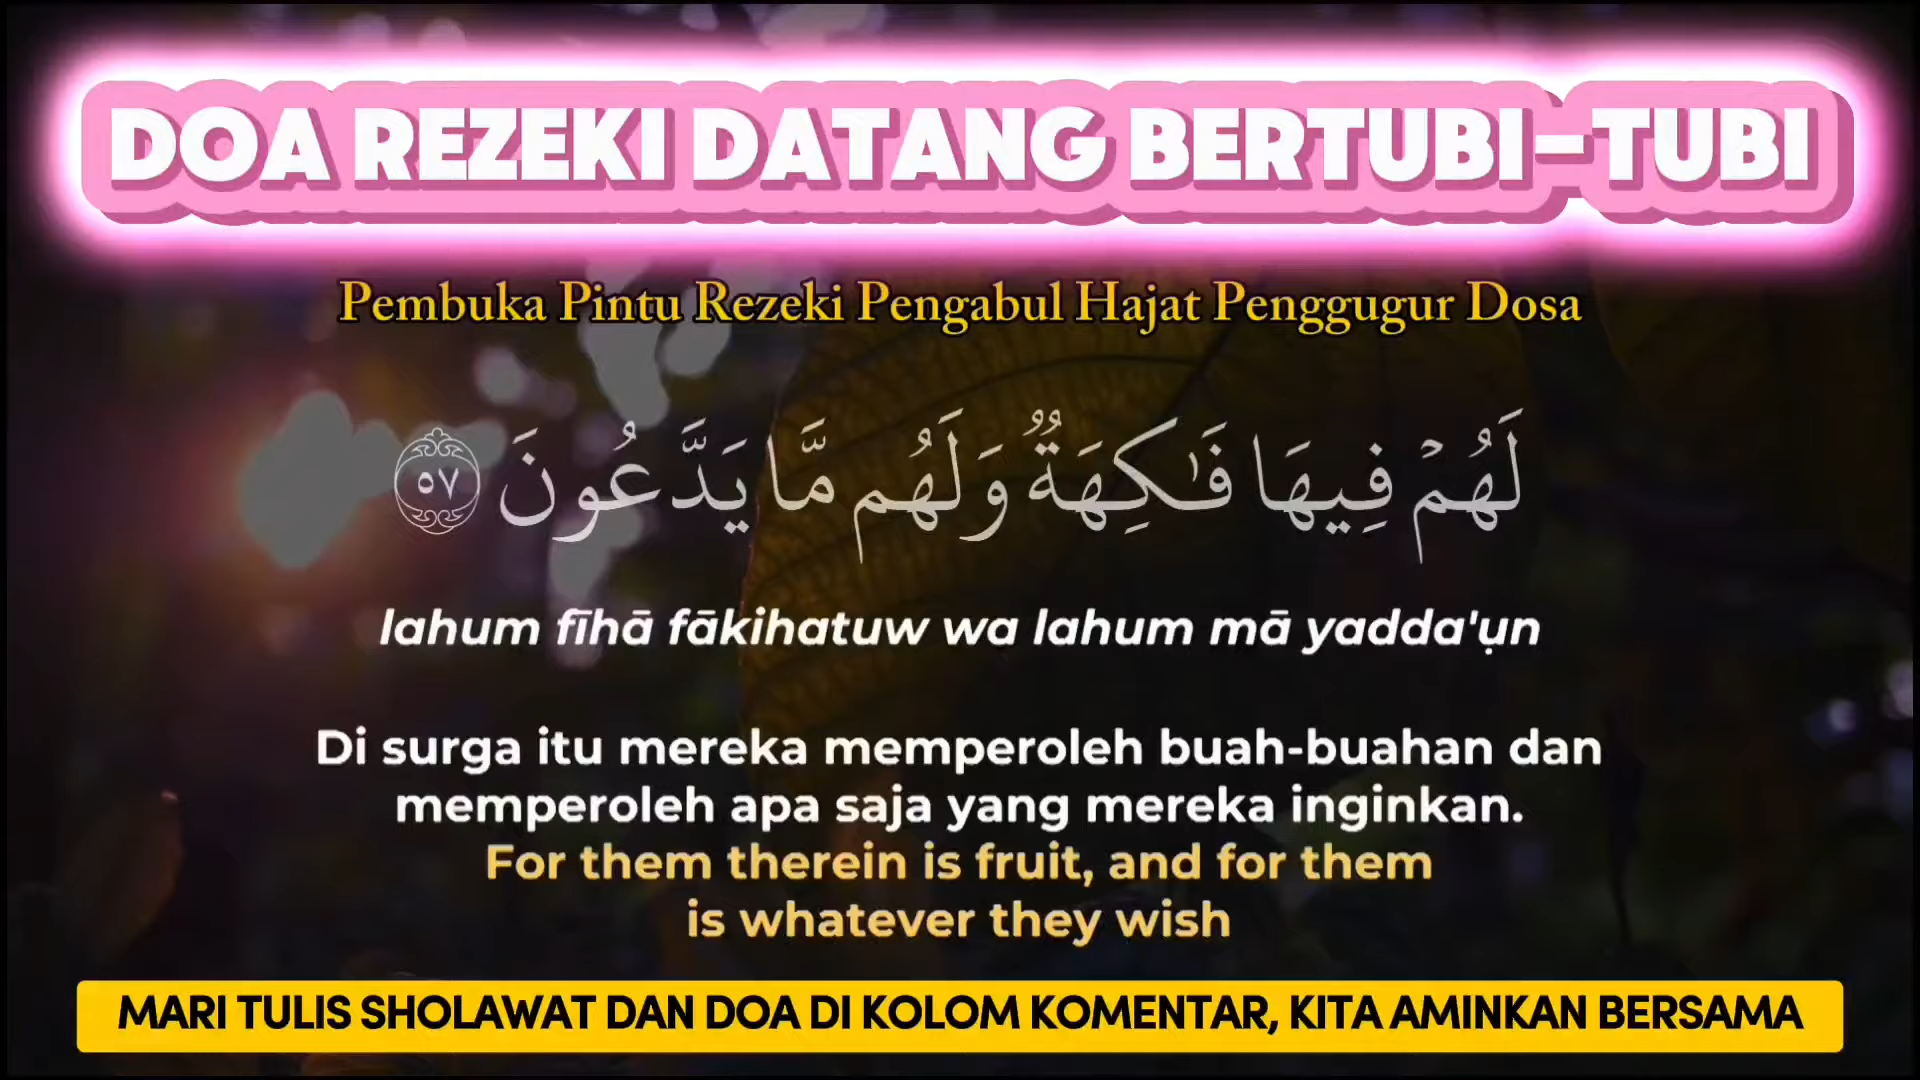 DOA REZEKI DATANG BERTUBI-TUBI
Pembuka Pintu Rezeki Pengabul Hajat Penggugur Dosa
لَهُمْ فِيهَا فَـٰكِهَةٌ وَلَهُم مَّا يَدَّعُونَ ٥٧
lahum fīhā fākihatuw wa lahum mā yadda'ụn
Di surga itu mereka memperoleh buah-buahan dan
memperoleh apa saja yang mereka inginkan.
For them therein is fruit, and for them
is whatever they wish
MARI TULIS SHOLAWAT DAN DOA DI KOLOM KOMENTAR, KITA AMINKAN BERSAMA